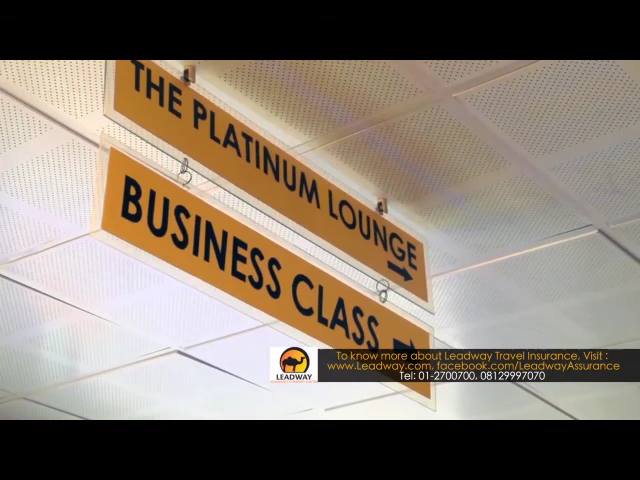 THE PLATINUM LOUNGE
BUSINESS CLASS
LEADWAY
To know more about Leadway Travel Insurance, Visit :
www.Leadway.com, facebook.com/LeadwayAssurance
Tel: 01-2700700, 08129997070